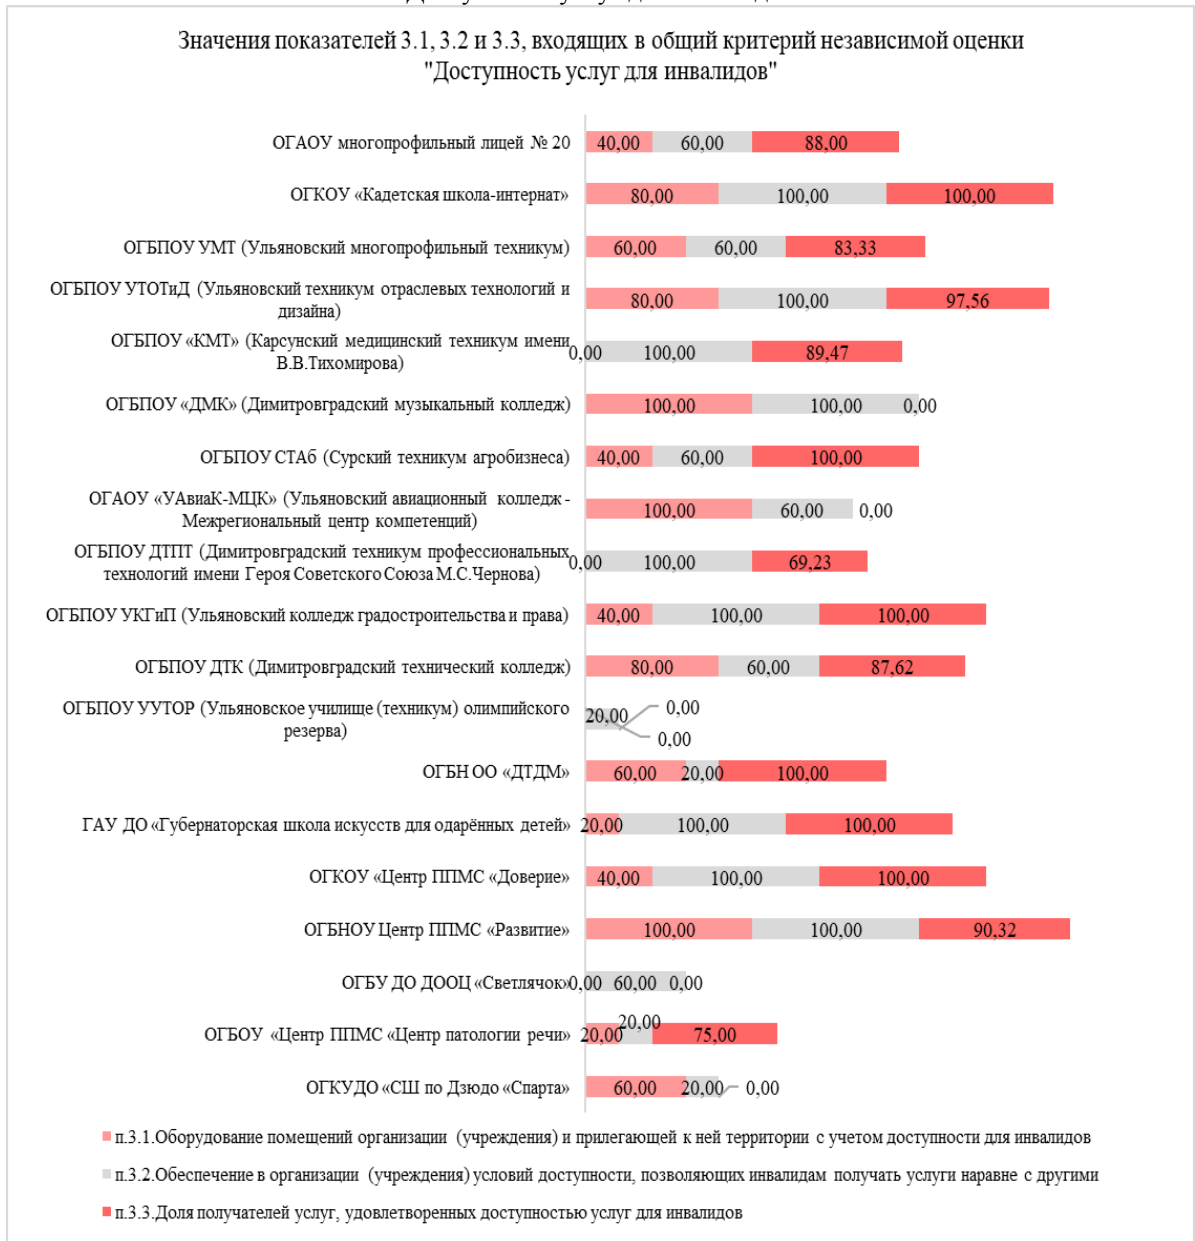 Значения показателей 3.1, 3.2 и 3.3, входящих в общий критерий независимой оценки
"Доступность услуг для инвалидов"
ОГАОУ многопрофильный лицей № 20
40,00 60,00 88,00
ОГКОУ «Кадетская школа-интернат»
80,00 100,00 100,00
ОГБПОУ УМТ (Ульяновский многопрофильный техникум)
60,00 60,00 83,33
ОГБПОУ УТОТиД (Ульяновский техникум отраслевых технологий и
дизайна)
80,00 100,00 97,56
ОГБПОУ «КМТ» (Карсунский медицинский техникум имени
В.В.Тихомирова)
0,00 100,00 89,47
ОГБПОУ «ДМК» (Димитровградский музыкальный колледж)
100,00 100,00 0,00
ОГБПОУ СТАб (Сурский техникум агробизнеса)
40,00 60,00 100,00
ОГАОУ «УАвиаК-МЦК» (Ульяновский авиационный колледж -
Межрегиональный центр компетенций)
100,00 60,00 0,00
ОГБПОУ ДТПТ (Димитровградский техникум профессиональных
технологий имени Героя Советского Союза М.С.Чернова)
0,00 100,00 69,23
ОГБПОУ УКГиП (Ульяновский колледж градостроительства и права)
40,00 100,00 100,00
ОГБПОУ ДТК (Димитровградский технический колледж)
80,00 60,00 87,62
ОГБПОУ УУТОР (Ульяновское училище (техникум) олимпийского
резерва)
20,00 0,00
0,00
ОГБН ОО «ДТДМ»
60,00 20,00 100,00
ГАУ ДО «Губернаторская школа искусств для одарённых детей»
20,00 100,00 100,00
ОГКОУ «Центр ППМС «Доверие»
40,00 100,00 100,00
ОГБНОУ Центр ППМС «Развитие»
100,00 100,00 90,32
ОГБУ ДО ДООЦ «Светлячок»
0,00 60,00 0,00
ОГБОУ «Центр ППМС «Центр патологии речи»
20,00 20,00 75,00
ОГКУДО «СШ по Дзюдо «Спарта»
60,00 20,00 0,00
п.3.1.Оборудование помещений организации (учреждения) и прилегающей к ней территории с учетом доступности для инвалидов
п.3.2.Обеспечение в организации (учреждения) условий доступности, позволяющих инвалидам получать услуги наравне с другими
п.3.3.Доля получателей услуг, удовлетворенных доступностью услуг для инвалидов